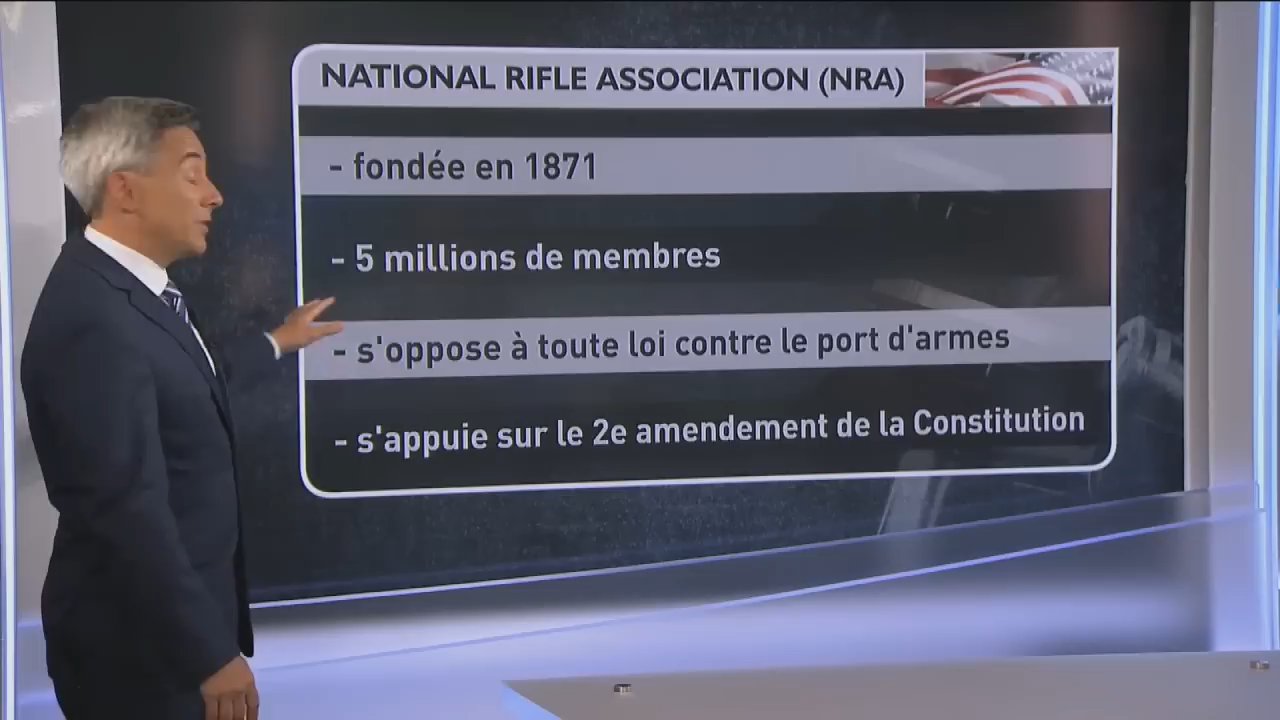 NATIONAL RIFLE ASSOCIATION (NRA)
- fondée en 1871
- 5 millions de membres
- s'oppose à toute loi contre le port d'armes
- s'appuie sur le 2e amendement de la Constitution